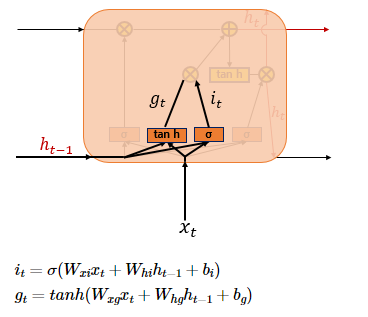 h_t
g_t
i_t
tan h
σ
tan h
σ
σ
h_t
h_{t-1}
x_t
i_t = σ(W_{xi}x_t + W_{hi}h_{t-1} + b_i)
g_t = tanh(W_{xg}x_t + W_{hg}h_{t-1} + b_g)